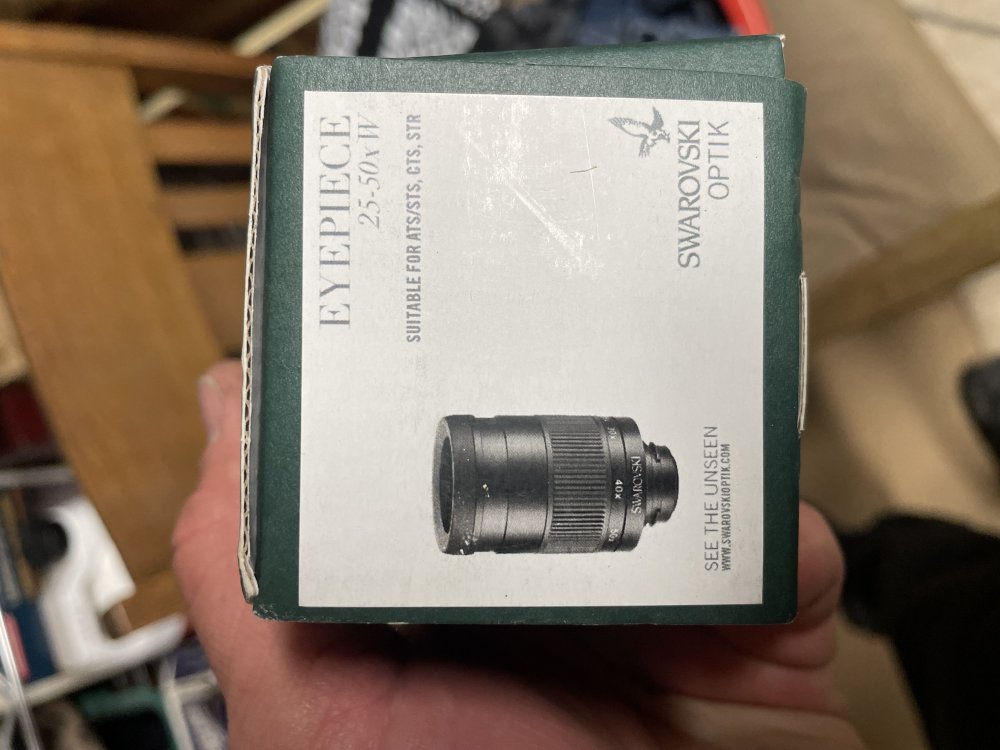 EYEPIECE
25-50xW
SUITABLE FOR ATS/STS, CTS, STR
SWAROVSKI
OPTIK
40x
SWAROVSKI
SEE THE UNSEEN
WWW.SWAROVSKIOPTIK.COM